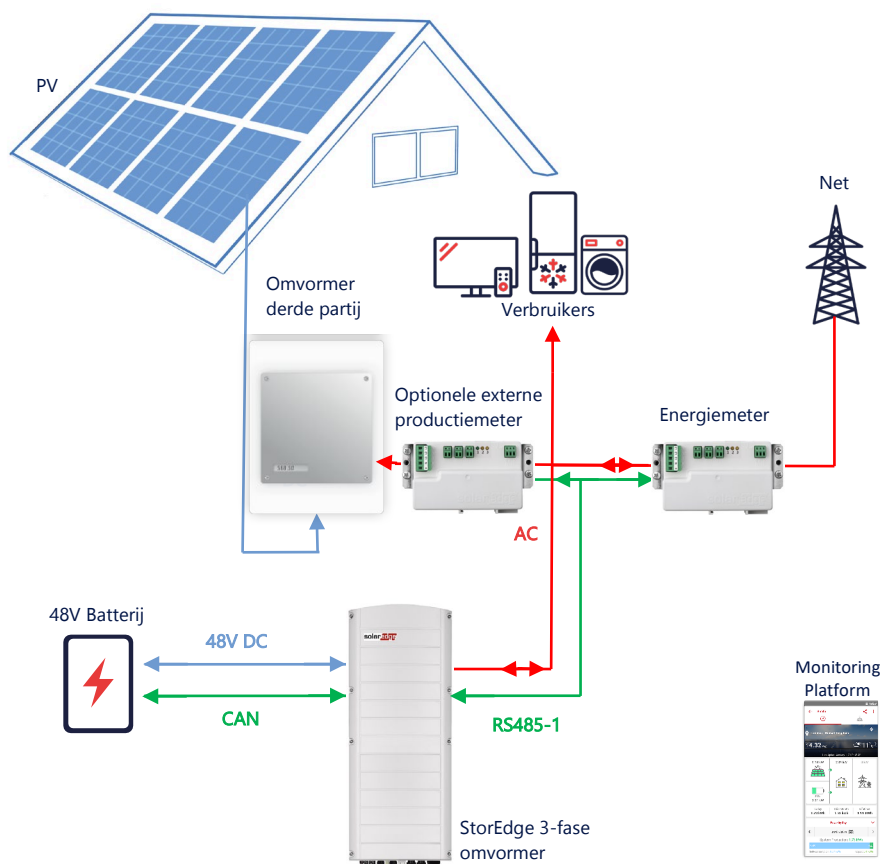 PV
Net
Omvormer
derde partij
Verbruikers
Optionele externe
productiemeter
Energiemeter
AC
48V Batterij
48V DC
solar
CAN
RS485-1
Monitoring
Platform
StorEdge 3-fase
omvormer